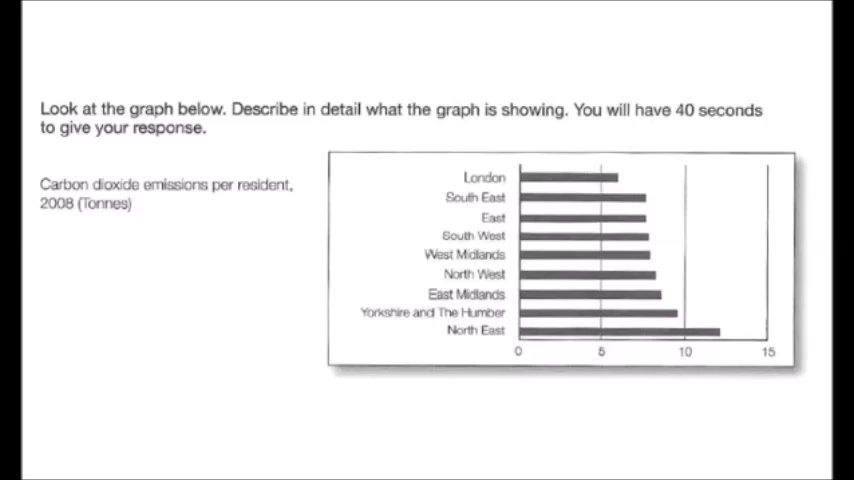 Look at the graph below. Describe in detail what the graph is showing. You will have 40 seconds
to give your response.
Carbon dioxide emissions per resident,
2008 (Tonnes)
London
South East
East
South West
West Midlands
North West
East Midlands
Yorkshire and The Humber
North East
0 5 10 15